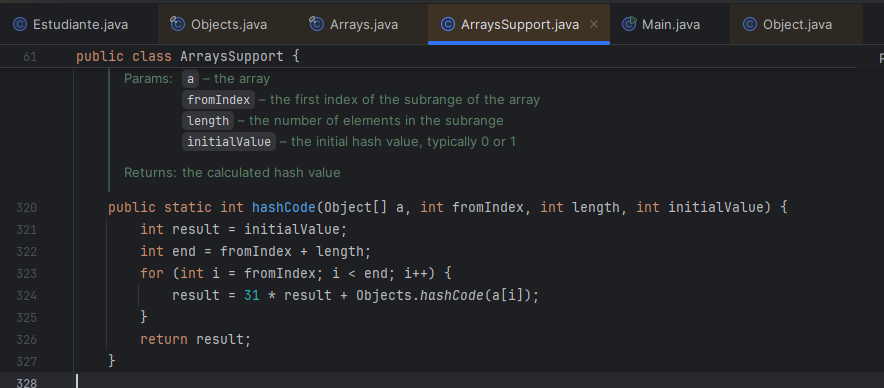 Estudiante.java Objects.java Arrays.java ArraysSupport.java × Main.java Object.java
61 public class ArraysSupport {
Params: a – the array
fromIndex – the first index of the subrange of the array
length – the number of elements in the subrange
initialValue – the initial hash value, typically 0 or 1
Returns: the calculated hash value
320 public static int hashCode(Object[] a, int fromIndex, int length, int initialValue) {
321 int result = initialValue;
322 int end = fromIndex + length;
323 for (int i = fromIndex; i < end; i++) {
324 result = 31 * result + Objects.hashCode(a[i]);
325 }
326 return result;
327 }
328